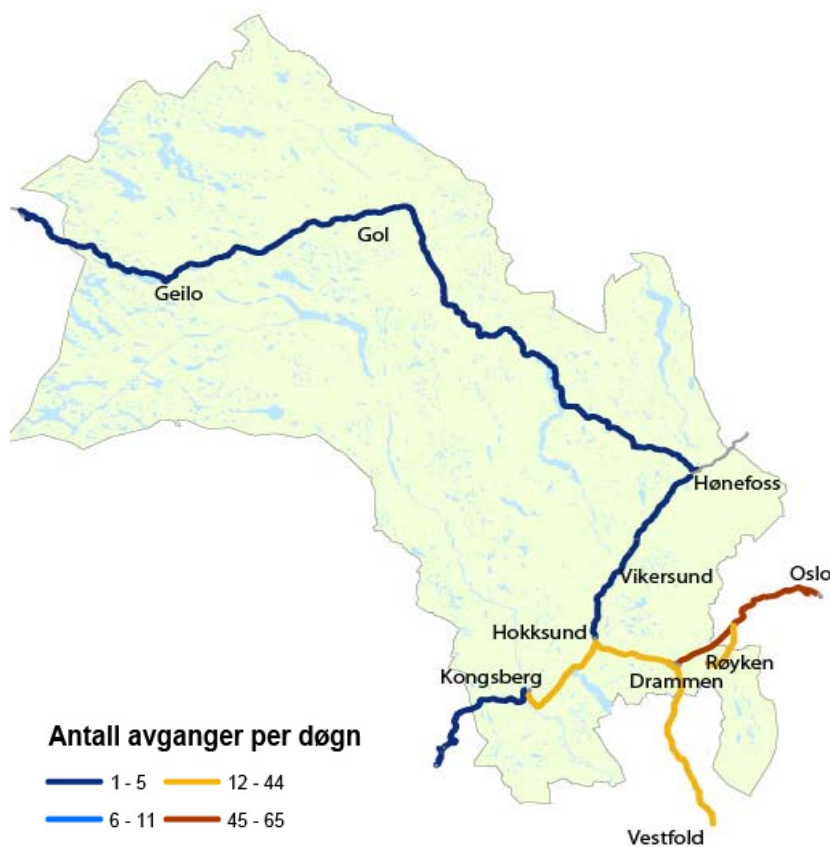 Gol
Geilo
Hønefoss
Vikersund
Oslo
Hokksund
Røyken
Kongsberg
Drammen
Antall avganger per døgn
1 - 5
12 - 44
6 - 11
45 - 65
Vestfold